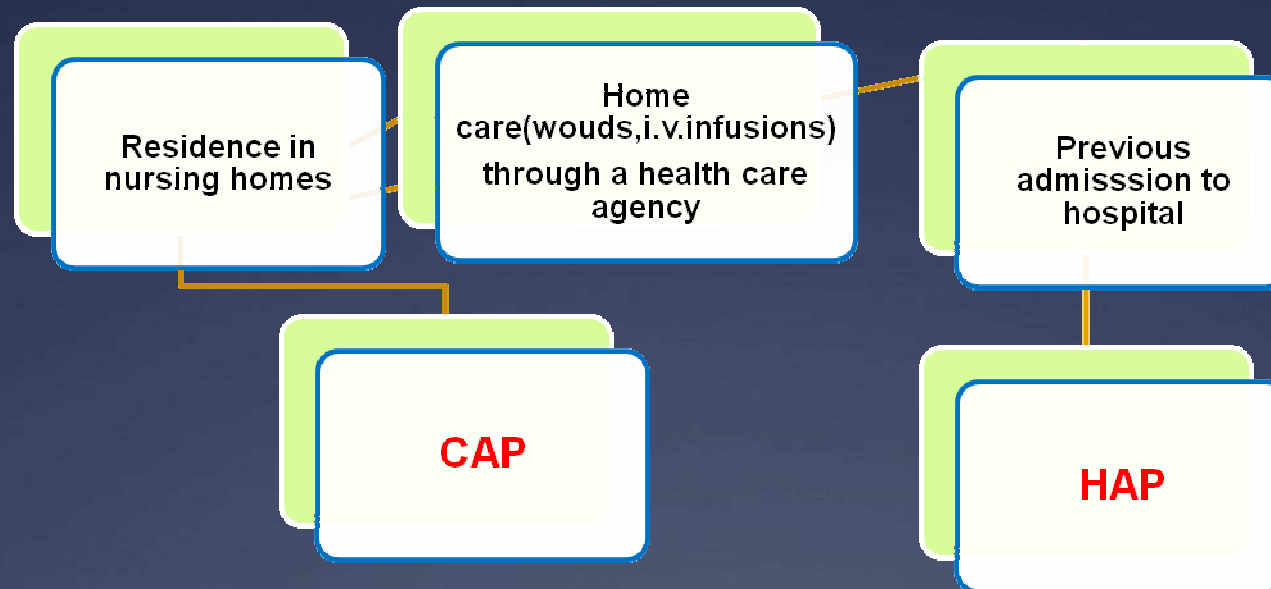 Residence in
nursing homes
Home
care(wouds,i.v.infusions)
through a health care
agency
Previous
admisssion to
hospital
CAP
HAP